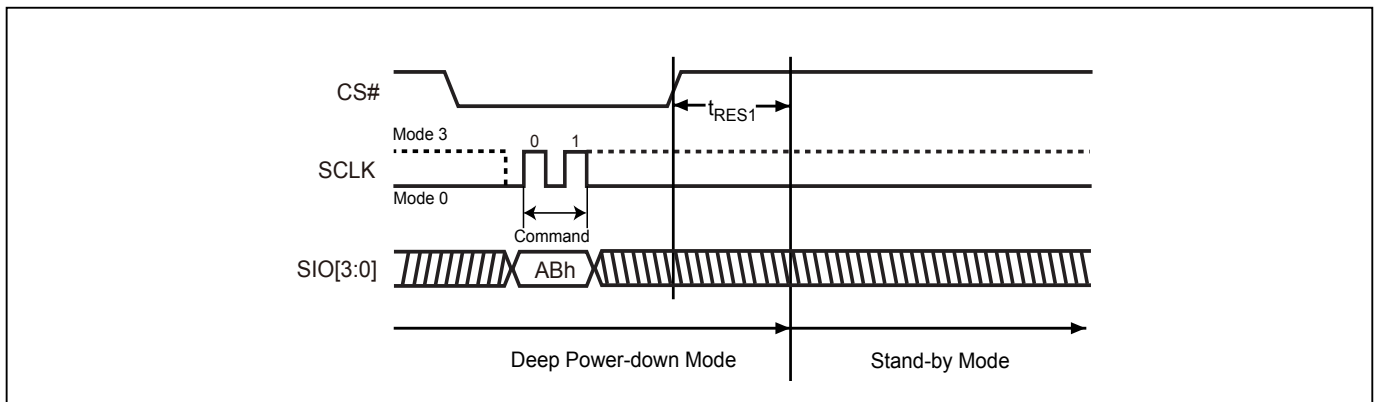 CS#
tRES1
Mode 3
0 1
SCLK
Mode 0
Command
SIO[3:0]
ABh
Deep Power-down Mode
Stand-by Mode